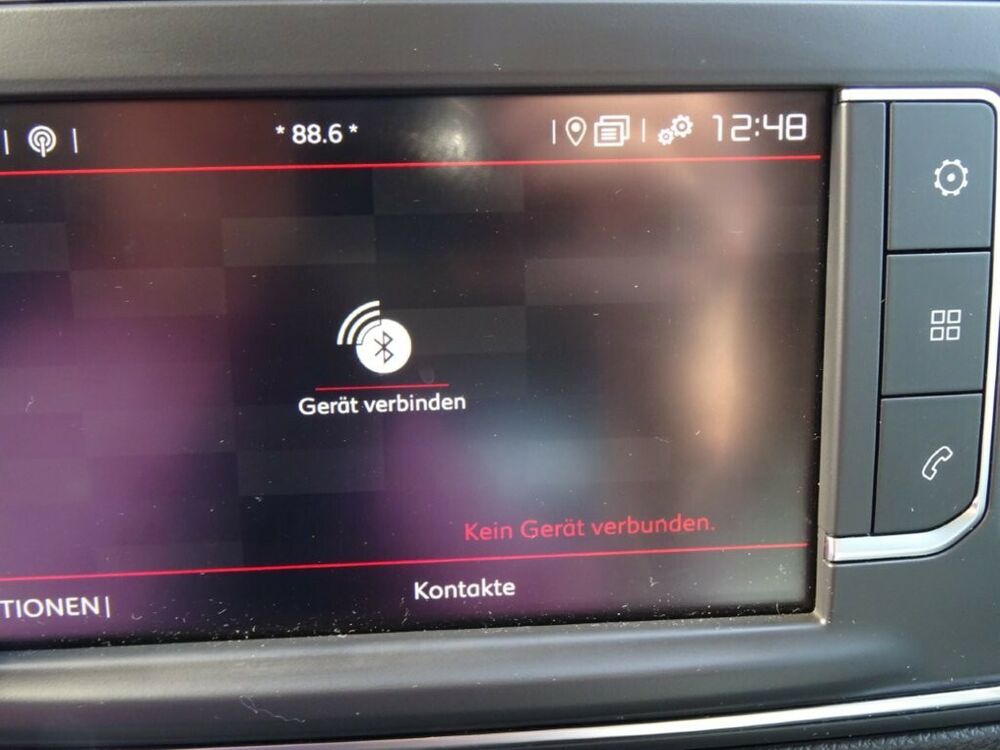 * 88.6 *
12:48
Gerät verbinden
Kein Gerät verbunden.
TIONEN
Kontakte